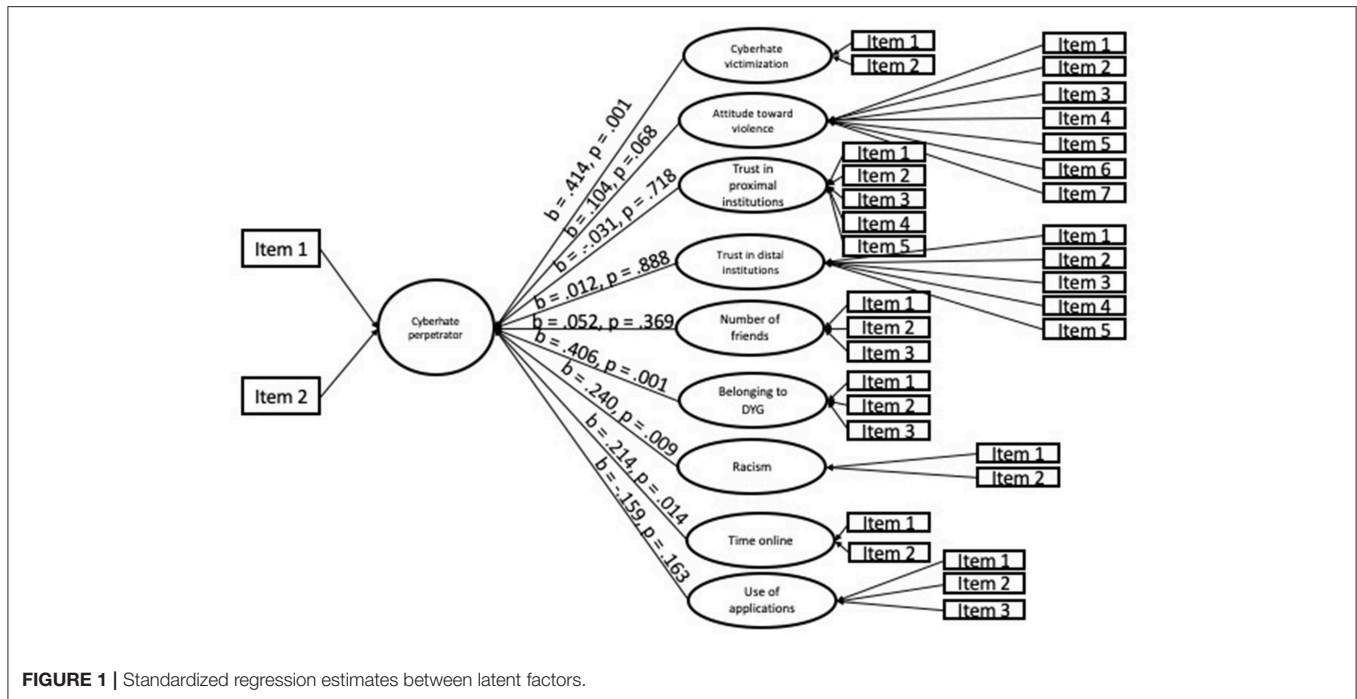 Cyberhate
victimization
Item 1
Item 2
Item 1
Item 2
Item 3
Item 4
Item 5
Item 6
Item 7
Attitude toward
violence
Trust in
proximal
institutions
Item 1
Item 2
Item 3
Item 4
Item 5
Trust in distal
institutions
Item 1
Item 2
Item 3
Item 4
Item 5
Number of
friends
Item 1
Item 2
Item 3
Belonging to
DYG
Item 1
Item 2
Item 3
Racism
Item 1
Item 2
Time online
Item 1
Item 2
Use of
applications
Item 1
Item 2
Item 3
b = .414, p = .001
b = .104, p =.068
b = .-031, p = .718
b = .012, p = .888
b = .052, p = .369
b = .406, p = .001
b = .240, p = .009
b = .214, p = .014
b = -.159, p = .163
Item 1
Item 2
Cyberhate
perpetrator
FIGURE 1 | Standardized regression estimates between latent factors.